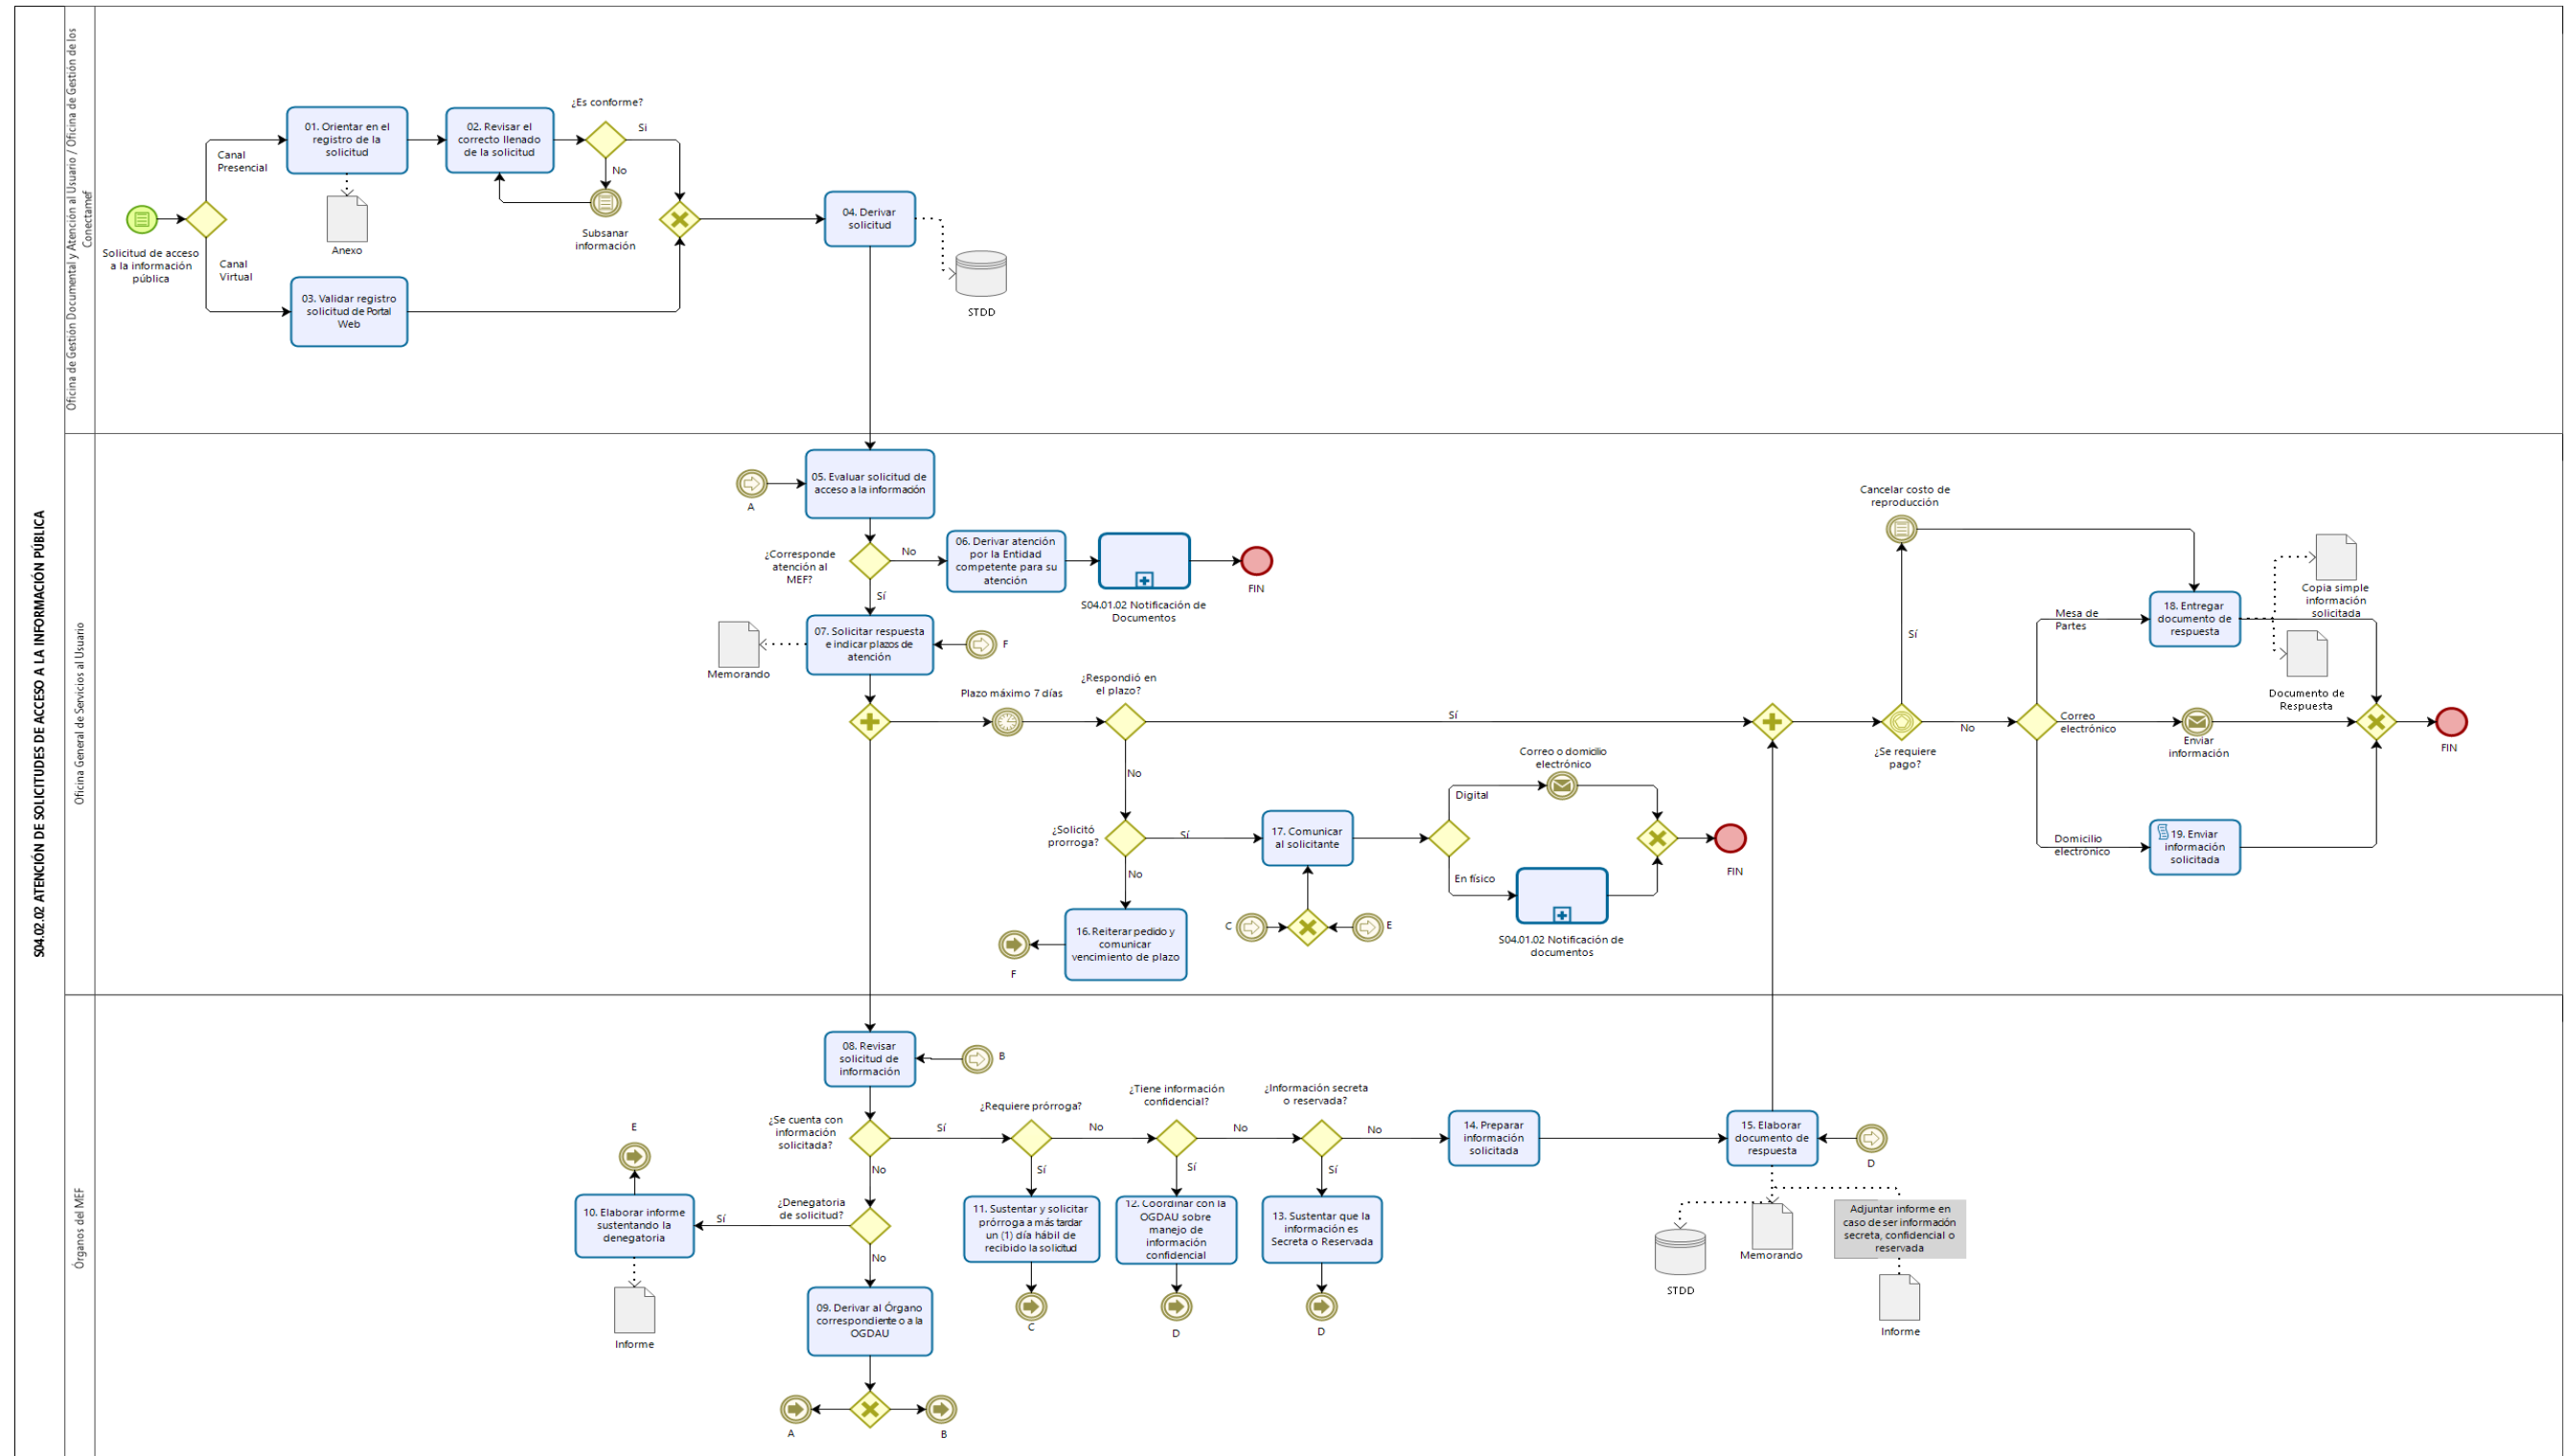 S04.02.02 ATENCIÓN DE SOLICITUDES DE ACCESO A LA INFORMACIÓN PÚBLICA
Oficina de Gestión Documental y Atención al Usuario / Oficina de Gestión de los
Conectamef
Solicitud de acceso
a la información
pública
Canal
Presencial
Canal
Virtual
01. Orientar en el
registro de la
solicitud
Anexo
02. Revisar el
correcto llenado
de la solicitud
¿Es conforme?
Si
No
Subsanar
información
03. Validar registro
solicitud de Portal
Web
04. Derivar
solicitud
STDD
Oficina General de Servicios al Usuario
A
05. Evaluar solicitud de
acceso a la información
¿Corresponde
atención al
MEF?
No
Sí
06. Derivar atención
por la Entidad
competente para su
atención
S04.01.02 Notificación de
Documentos
FIN
07. Solicitar respuesta
e indicar plazos de
atención
Memorando
F
Plazo máximo 7 días
¿Respondió en
el plazo?
Sí
No
¿Solicitó
prorroga?
Sí
No
16. Reiterar pedido y
comunicar
vencimiento de plazo
F
17. Comunicar
al solicitante
C
E
Digital
En físico
Correo o domicilio
electrónico
S04.01.02 Notificación de
documentos
FIN
Cancelar costo de
reproducción
Sí
¿Se requiere
pago?
No
Mesa de
Partes
Correo
electrónico
Domicilio
electrónico
18. Entregar
documento de
respuesta
Copia simple
información
solicitada
Documento de
Respuesta
Enviar
información
19. Enviar
información
solicitada
FIN
Órganos del MEF
08. Revisar
solicitud de
información
B
¿Se cuenta con
información
solicitada?
Sí
No
¿Denegatoria
de solicitud?
Sí
No
10. Elaborar informe
sustentando la
denegatoria
E
Informe
09. Derivar al Órgano
correspondiente o a la
OGDAU
A
B
¿Requiere prórroga?
No
Sí
11. Sustentar y solicitar
prórroga a más tardar
un (1) día hábil de
recibido la solicitud
C
¿Tiene información
confidencial?
No
Sí
12. Coordinar con la
OGDAU sobre
manejo de
información
confidencial
D
¿Información secreta
o reservada?
No
Sí
13. Sustentar que la
información es
Secreta o Reservada
D
14. Preparar
información
solicitada
15. Elaborar
documento de
respuesta
D
STDD
Memorando
Adjuntar informe en
caso de ser información
secreta, confidencial o
reservada
Informe